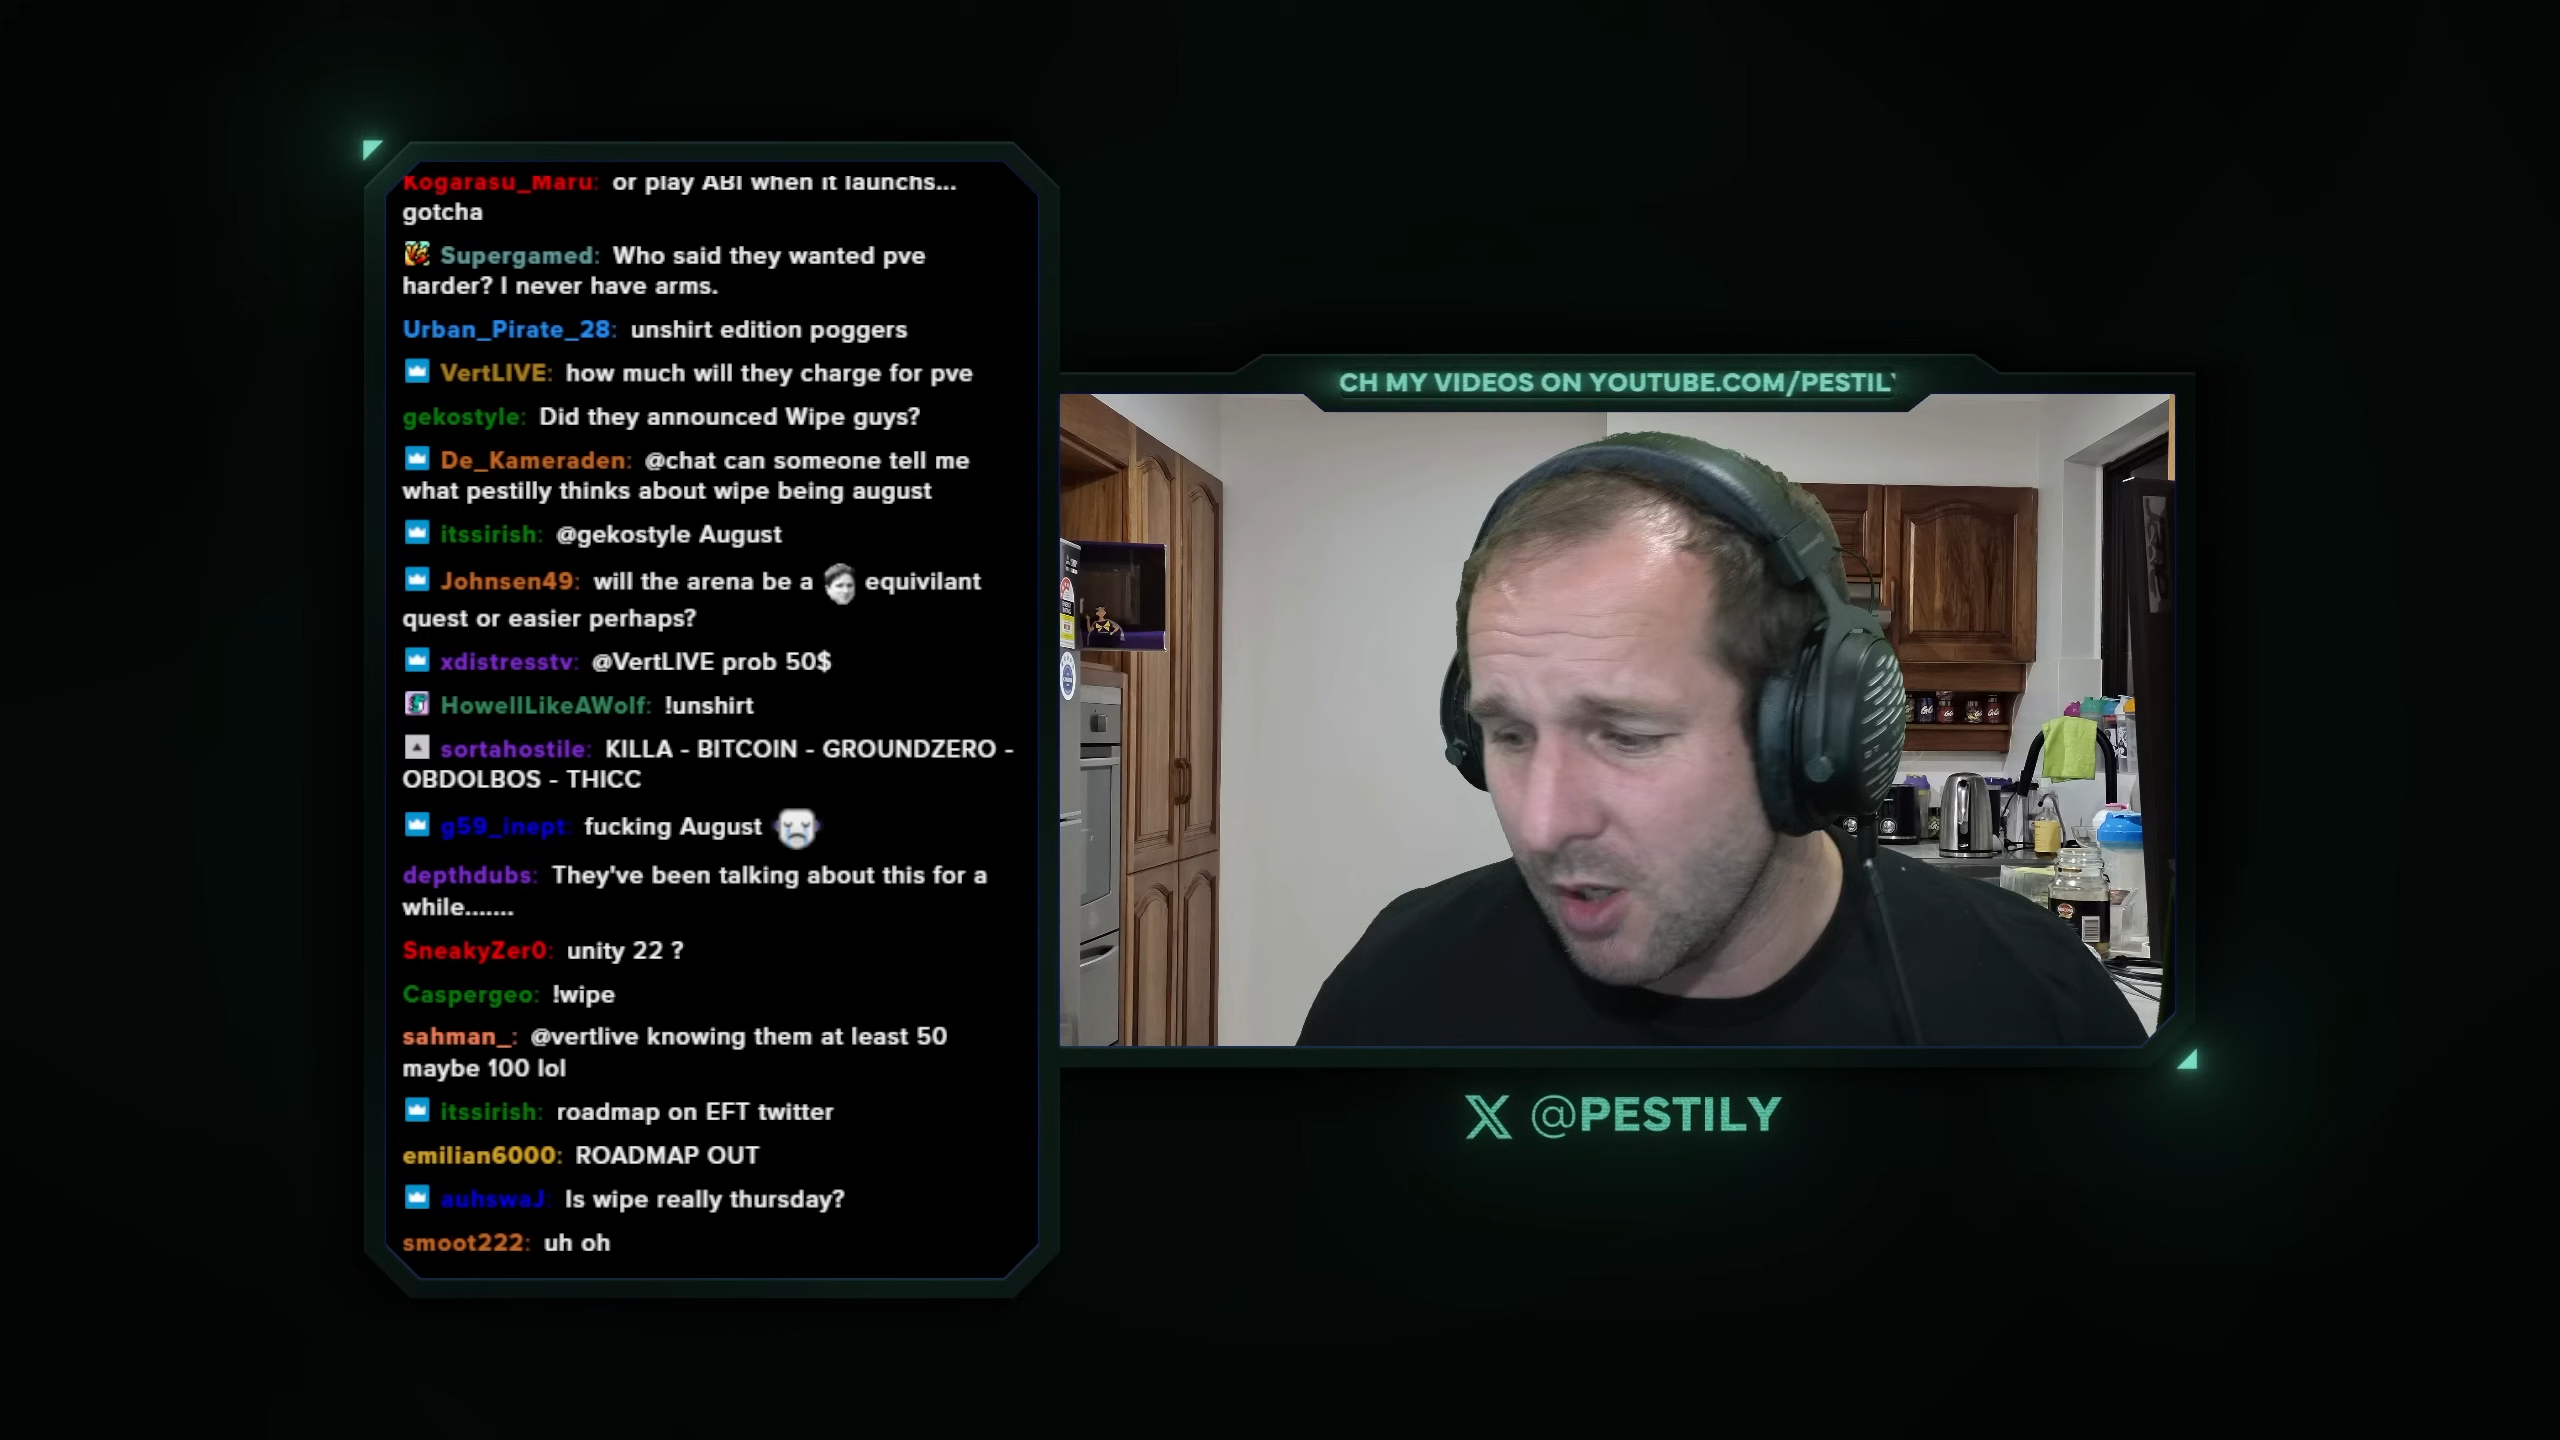 Kogarasu_Maru: or play ABI when it launchs...
gotcha
Supergamed: Who said they wanted pve
harder? I never have arms.
Urban_Pirate_28: unshirt edition poggers
VertLIVE: how much will they charge for pve
gekostyle: Did they announced Wipe guys?
De_Kameraden: @chat can someone tell me
what pestilly thinks about wipe being august
itssirish: @gekostyle August
Johnsen49: will the arena be a equivilant
quest or easier perhaps?
xdistresstv: @VertLIVE prob 50$
HowellLikeAWolf: !unshirt
sortahostile: KILLA - BITCOIN - GROUNDZERO -
OBDOLBOS - THICC
g59_inept: fucking August
depthdubs: They've been talking about this for a
while.......
SneakyZer0: unity 22 ?
Caspergeo: !wipe
sahman_: @vertlive knowing them at least 50
maybe 100 lol
itssirish: roadmap on EFT twitter
emilian6000: ROADMAP OUT
auhswaJ: Is wipe really thursday?
smoot222: uh oh
CH MY VIDEOS ON YOUTUBE.COM/PESTIL
X @PESTILY